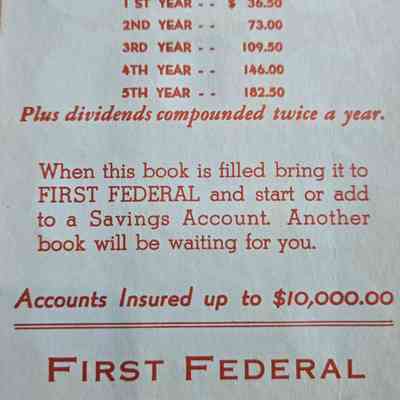 1ST YEAR - - $ 36.50
2ND YEAR - - 73.00
3RD YEAR - - 109.50
4TH YEAR - - 146.00
5TH YEAR - - 182.50
Plus dividends compounded twice a year.
When this book is filled bring it to
FIRST FEDERAL and start or add
to a Savings Account. Another
book will be waiting for you.
Accounts Insured up to $10,000.00
FIRST FEDERAL